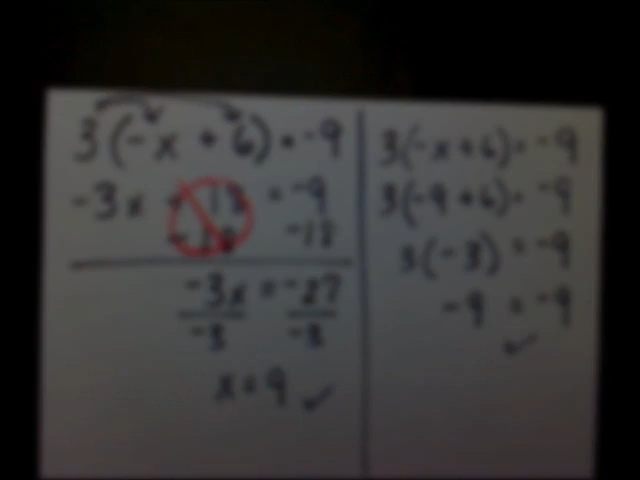 3(-x + 6) = -9
-3x + 18 = -9
-18 -18
-3x = -27
-3 -3
x = 9 ✓
3(-x+6) = -9
3(-9+6) = -9
3(-3) = -9
-9 = -9
✓